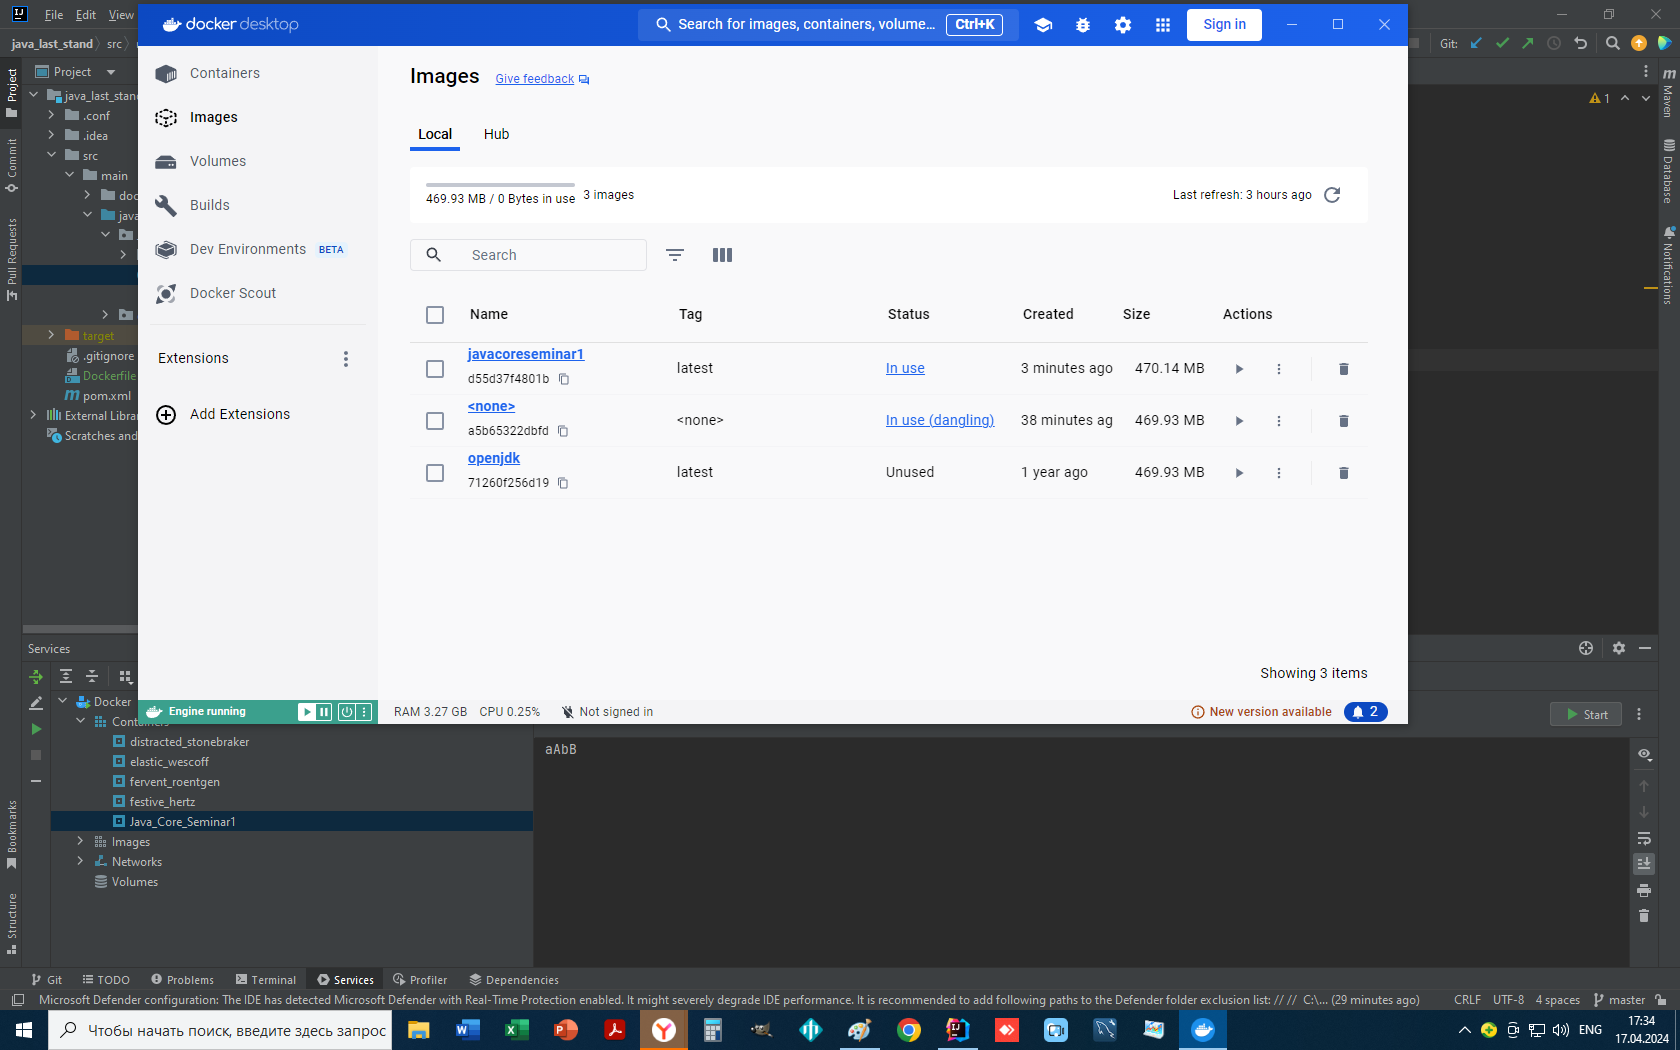 File Edit View
docker desktop
Search for images, containers, volume... Ctrl+K
Sign in
java_last_stand src
Git:
Project
Containers
Images
Volumes
Builds
Dev Environments BETA
Docker Scout
Extensions
Add Extensions
Images Give feedback
Local Hub
469.93 MB / 0 Bytes in use 3 images
Last refresh: 3 hours ago
Search
Name Tag Status Created Size Actions
javacoreseminar1
d55d37f4801b
latest In use 3 minutes ago 470.14 MB
<none>
a5b65322dbfd
<none> In use (dangling) 38 minutes ag 469.93 MB
openjdk
71260f256d19
latest Unused 1 year ago 469.93 MB
Showing 3 items
Engine running
RAM 3.27 GB CPU 0.25% Not signed in
New version available 2
java_last_stan
.conf
.idea
src
main
doc
java
target
.gitignore
Dockerfile
pom.xml
External Libra
Scratches and
Project
Commit
Pull Requests
Bookmarks
Structure
1
Maven
Database
Notifications
Services
Docker
Containers
distracted_stonebraker
elastic_wescoff
fervent_roentgen
festive_hertz
Java_Core_Seminar1
Images
Networks
Volumes
Start
aAbB
Git TODO Problems Terminal Services Profiler Dependencies
Microsoft Defender configuration: The IDE has detected Microsoft Defender with Real-Time Protection enabled. It might severely degrade IDE performance. It is recommended to add following paths to the Defender folder exclusion list: // // C:\... (29 minutes ago)
CRLF UTF-8 4 spaces master
Чтобы начать поиск, введите здесь запрос
ENG
17:34
17.04.2024